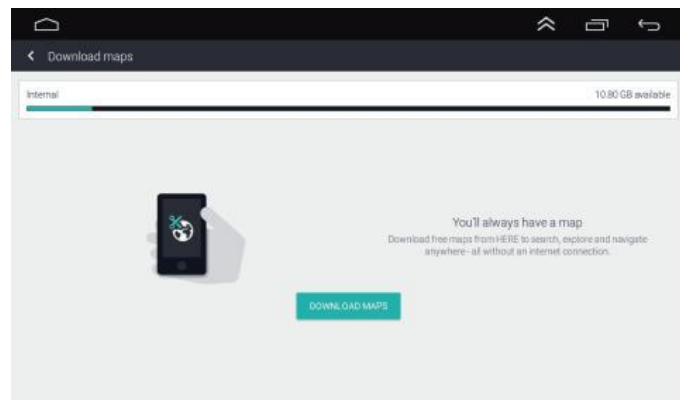 Download maps
Internal
10.80 GB available
You'll always have a map
Download free maps from HERE to search, explore and navigate
anywhere - all without an internet connection.
DOWNLOAD MAPS